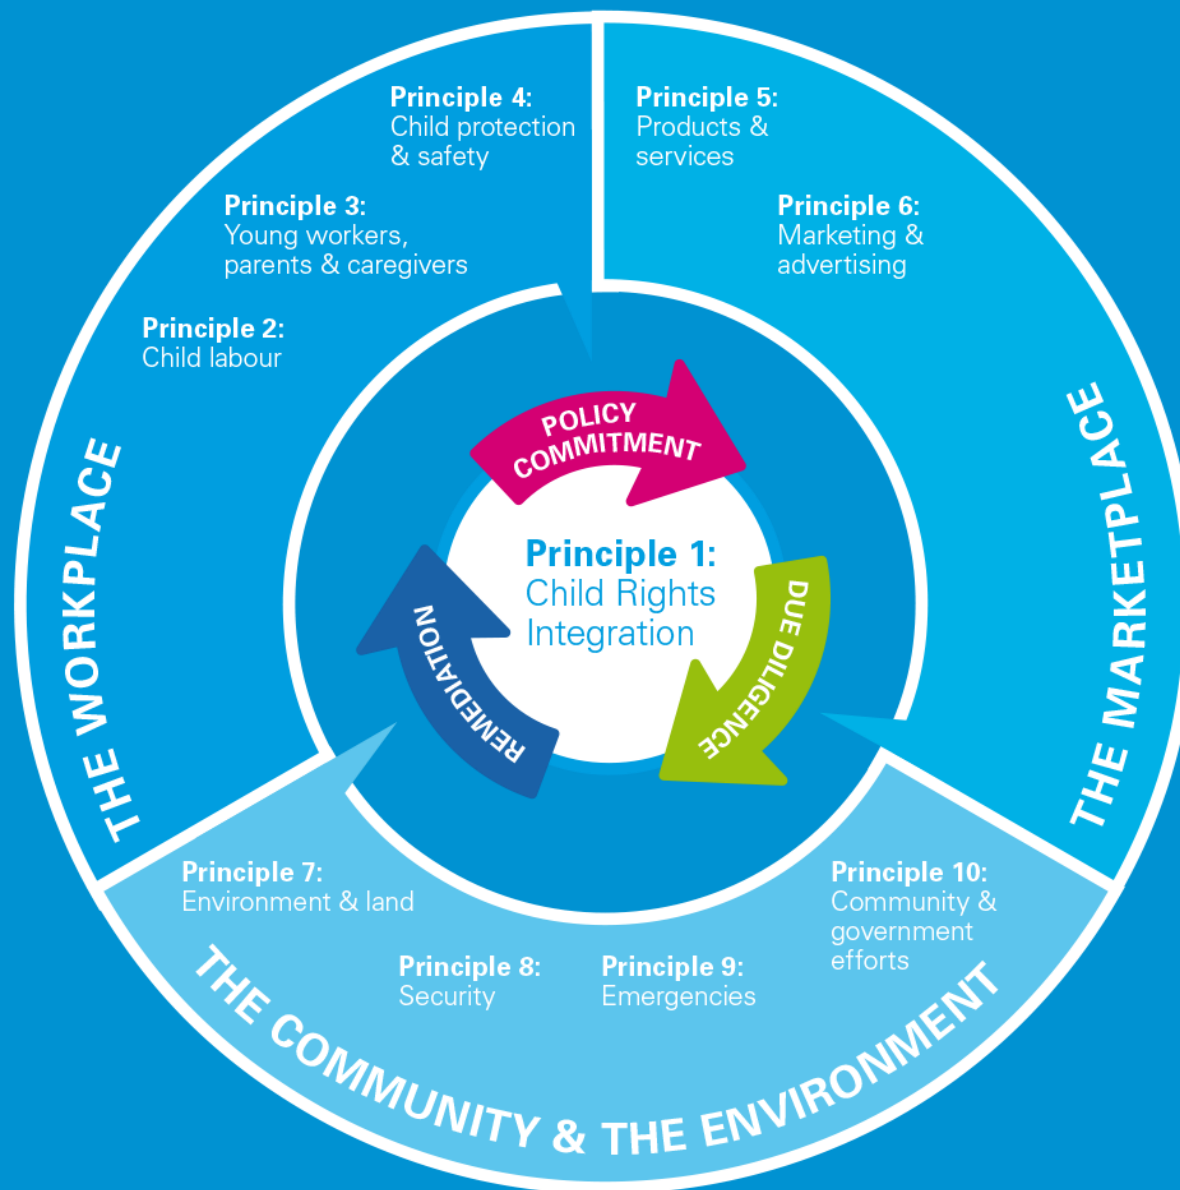 Principle 4:
Child protection
& safety
Principle 5:
Products &
services
Principle 3:
Young workers,
parents & caregivers
Principle 6:
Marketing &
advertising
Principle 2:
Child labour
THE WORKPLACE
THE MARKETPLACE
POLICY
COMMITMENT
Principle 1:
Child Rights
Integration
DUE DILIGENCE
REMEDIATION
Principle 7:
Environment & land
Principle 8:
Security
Principle 9:
Emergencies
Principle 10:
Community &
government
efforts
THE COMMUNITY & THE ENVIRONMENT